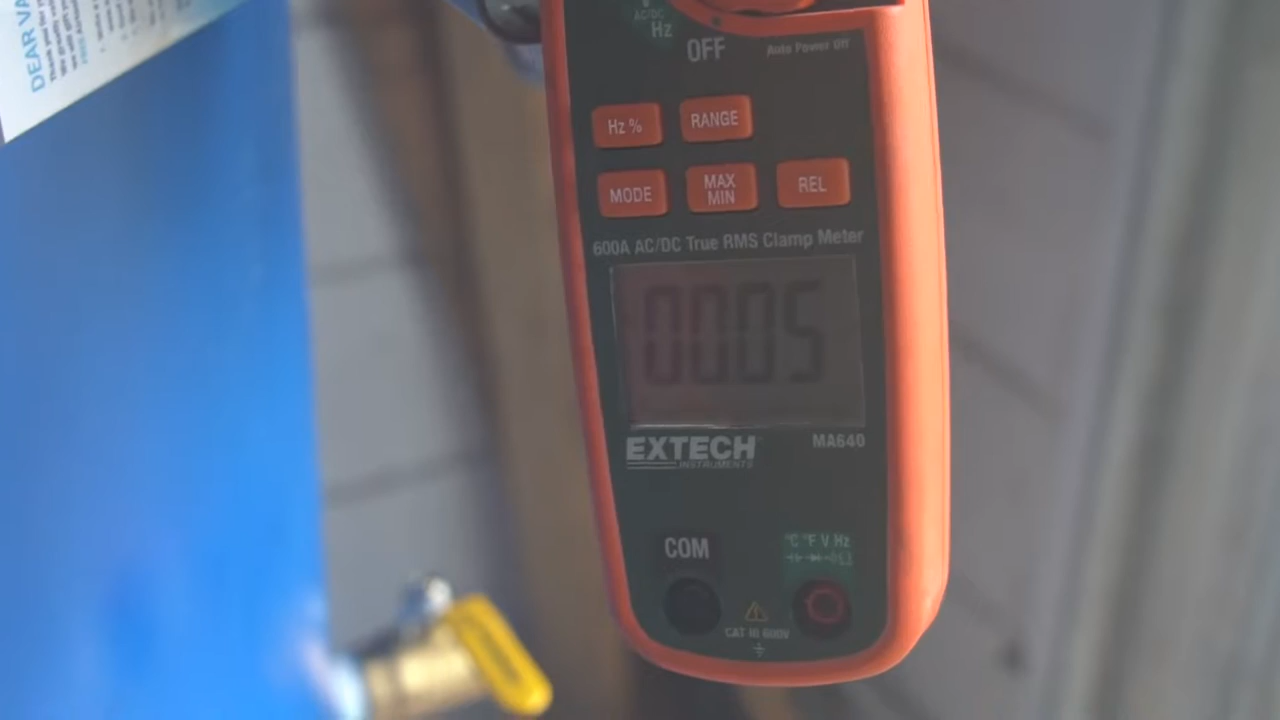 DEAR VA
AC/DC
Hz
OFF
Auto Power Off
Hz %
RANGE
MODE
MAX
MIN
REL
600A AC/DC True RMS Clamp Meter
0005
EXTECH
INSTRUMENTS
MA640
COM
°C °F V Hz
CAT III 600V